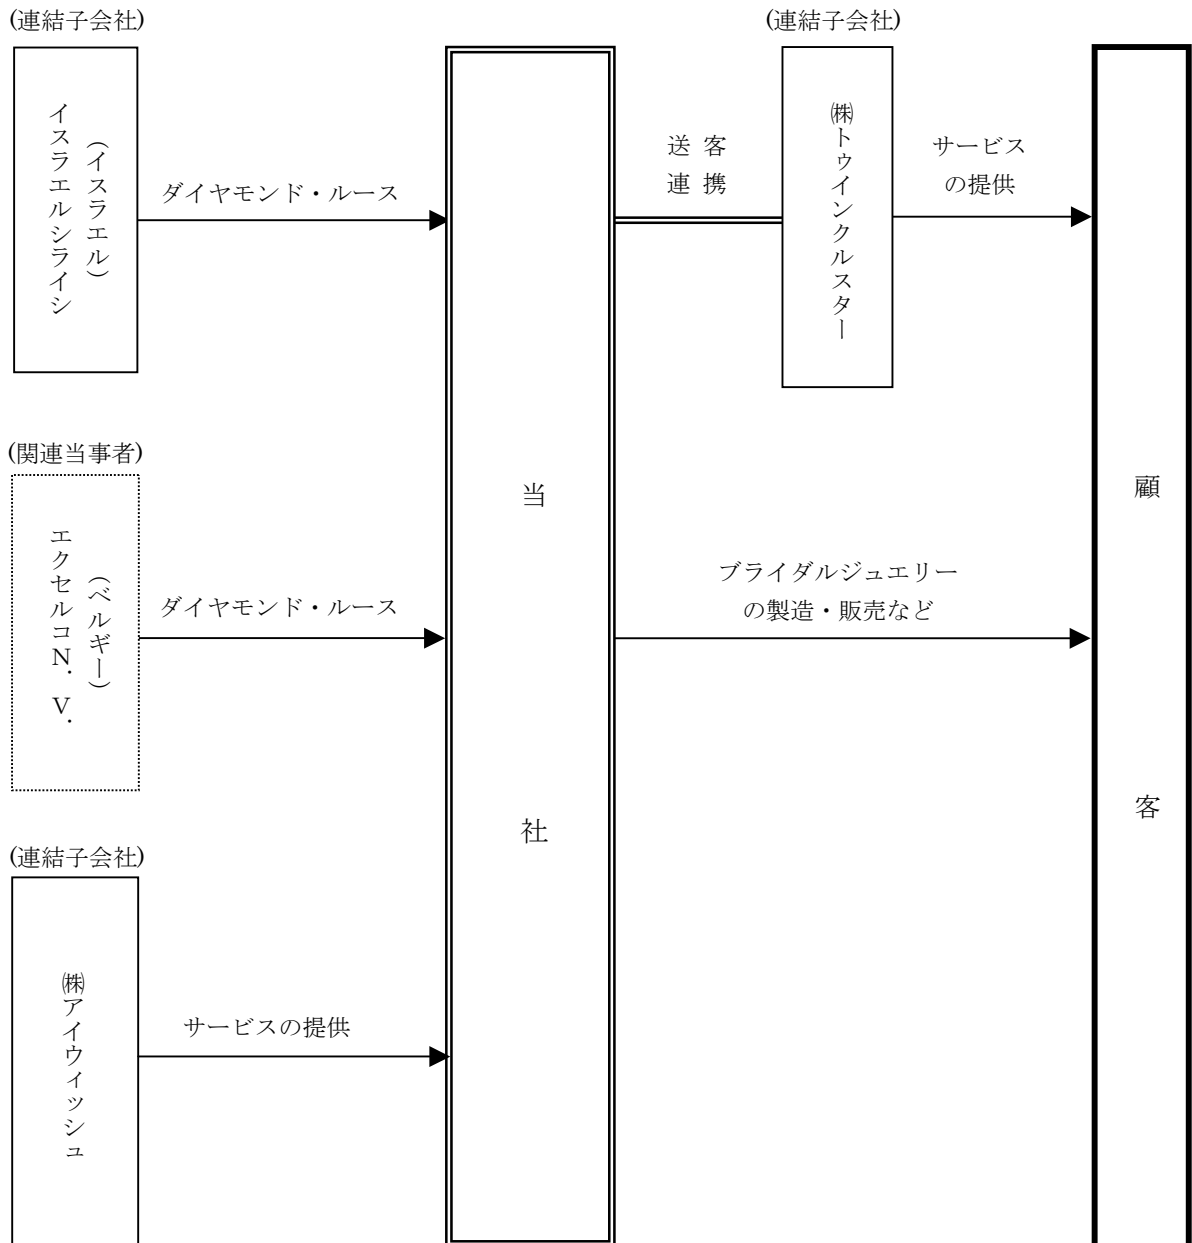 (連結子会社)
(連結子会社)
イスラエルシライシ
(イスラエル)
ダイヤモンド・ルース
送客
連携
㈱トゥインクルスター
サービス
の提供
(関連当事者)
エクセルコN.V.
(ベルギー)
ダイヤモンド・ルース
当社
ブライダルジュエリー
の製造・販売など
顧客
(連結子会社)
㈱アイウィッシュ
サービスの提供